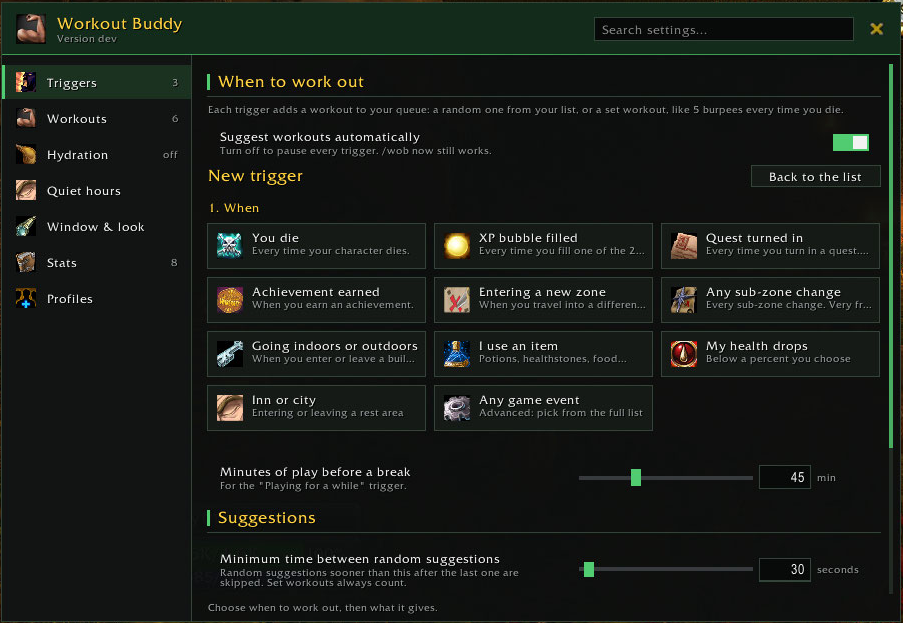 Workout Buddy
Version dev
Search settings...
Triggers 3
Workouts 6
Hydration off
Quiet hours
Window & look
Stats 8
Profiles
When to work out
Each trigger adds a workout to your queue: a random one from your list, or a set workout, like 5 burpees every time you die.
Suggest workouts automatically
Turn off to pause every trigger. /wob now still works.
New trigger
Back to the list
1. When
You die
Every time your character dies.
XP bubble filled
Every time you fill one of the 2...
Quest turned in
Every time you turn in a quest....
Achievement earned
When you earn an achievement.
Entering a new zone
When you travel into a differen...
Any sub-zone change
Every sub-zone change. Very fr...
Going indoors or outdoors
When you enter or leave a buil...
I use an item
Potions, healthstones, food...
My health drops
Below a percent you choose
Inn or city
Entering or leaving a rest area
Any game event
Advanced: pick from the full list
Minutes of play before a break
For the "Playing for a while" trigger.
45 min
Suggestions
Minimum time between random suggestions
Random suggestions sooner than this after the last one are
skipped. Set workouts always count.
30 seconds
Choose when to work out, then what it gives.